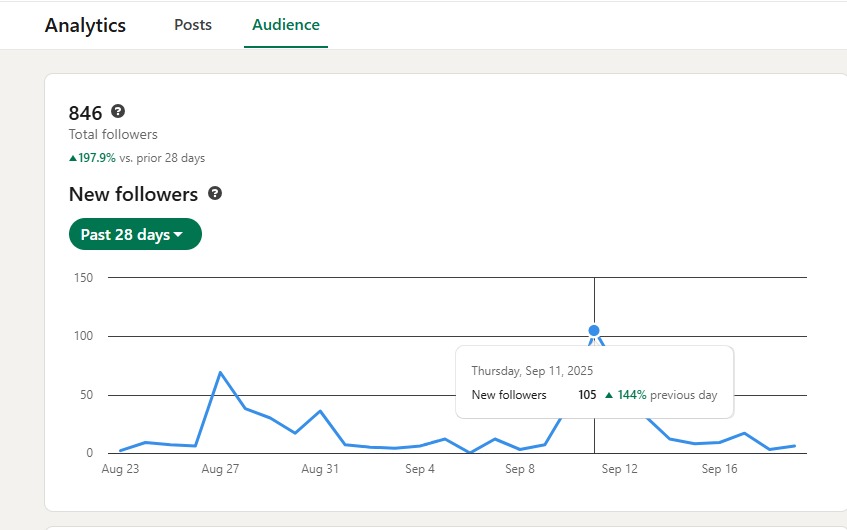 Analytics Posts Audience
846
Total followers
197.9% vs. prior 28 days
New followers
Past 28 days
150
100
50
0
Thursday, Sep 11, 2025
New followers 105 144% previous day
Aug 23 Aug 27 Aug 31 Sep 4 Sep 8 Sep 12 Sep 16